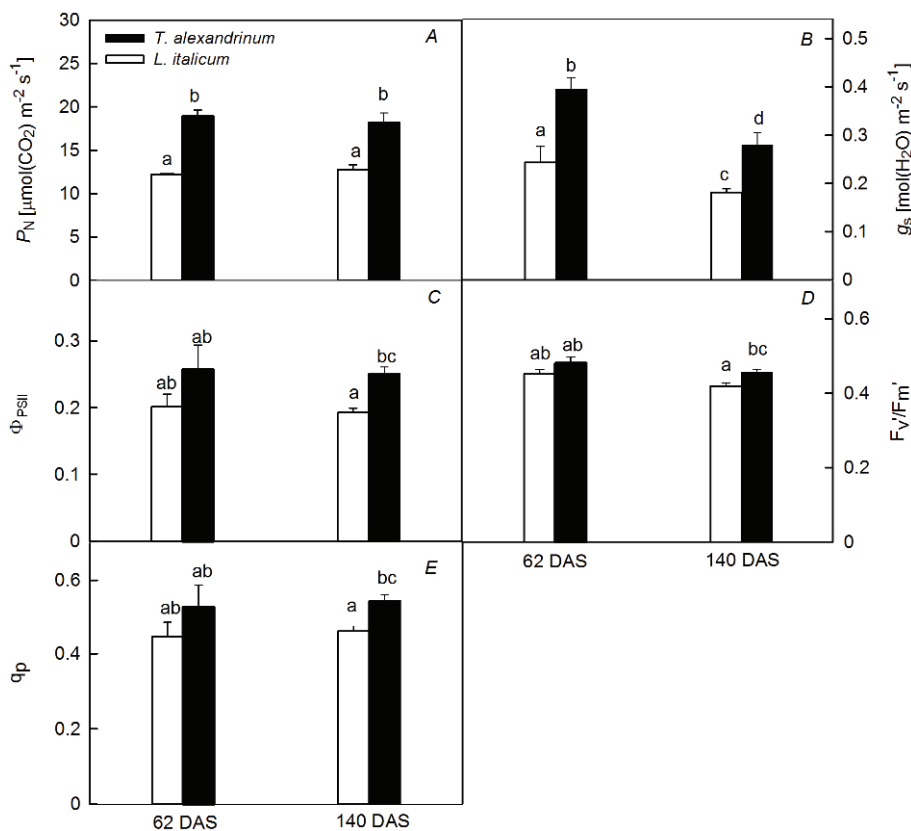 30
25
20
15
10
5
0
P_N [μmol(CO₂) m⁻² s⁻¹]
T. alexandrinum
L. italicum
A
a
b
a
b
B
a
b
c
d
0.5
0.4
0.3
0.2
0.1
0
g_s [mol(H₂O) m⁻² s⁻¹]
0.3
0.2
0.1
0
Φ_PSII
C
ab
ab
a
bc
D
ab
ab
a
bc
0.6
0.4
0.2
0
Fv'/Fm'
62 DAS
140 DAS
0.6
0.4
0.2
0
q_p
E
ab
ab
a
bc
62 DAS
140 DAS